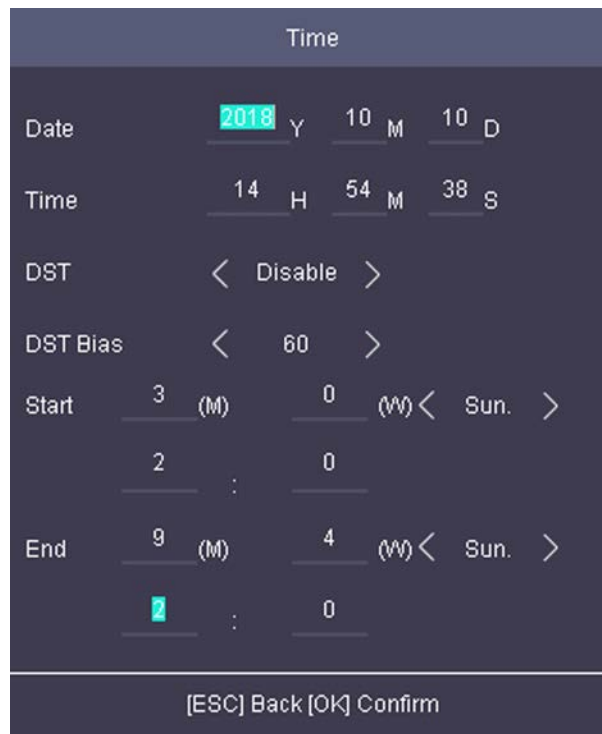 Time
Date 2018 Y 10 M 10 D
Time 14 H 54 M 38 S
DST < Disable >
DST Bias < 60 >
Start 3 (M) 0 (W) < Sun. >
2 : 0
End 9 (M) 4 (W) < Sun. >
2 : 0
[ESC] Back [OK] Confirm